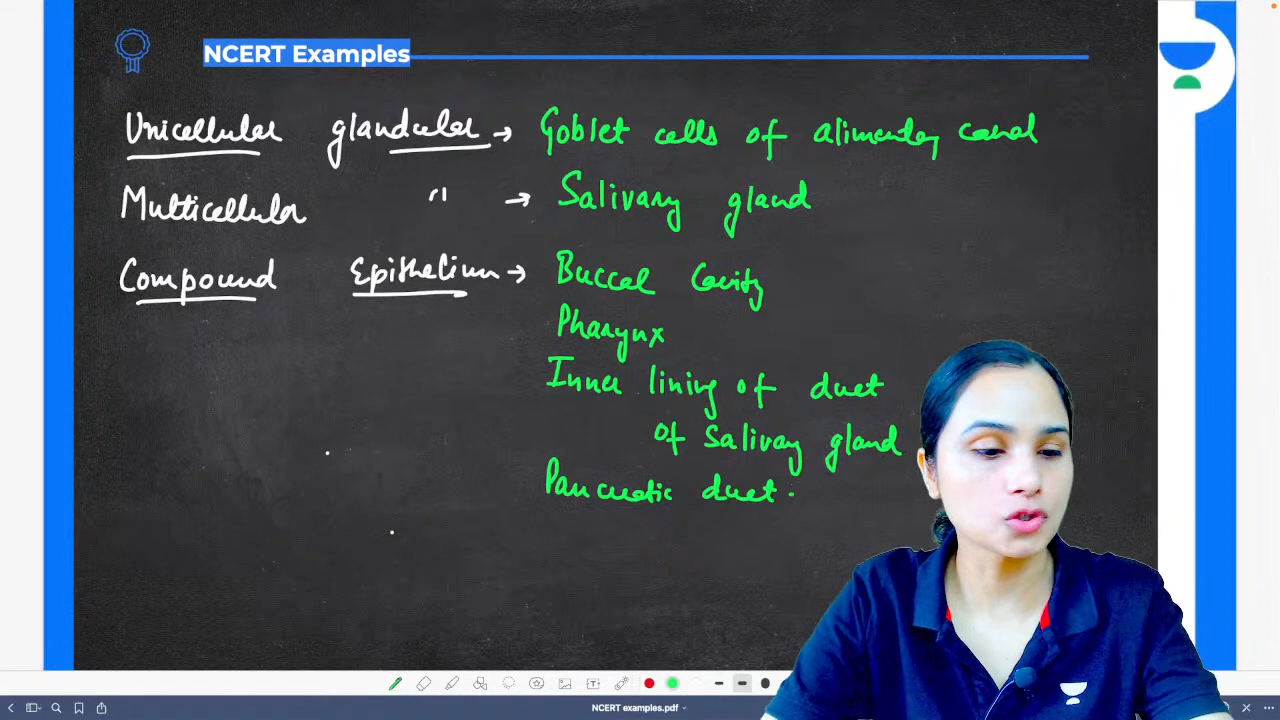 NCERT Examples
Unicellular glandular → Goblet cells of alimentary canal
Multicellular " → Salivary gland
Compound Epithelium → Buccal Cavity
Pharynx
Inner lining of duct
of Salivary gland
Pancreatic duct.
NCERT examples.pdf